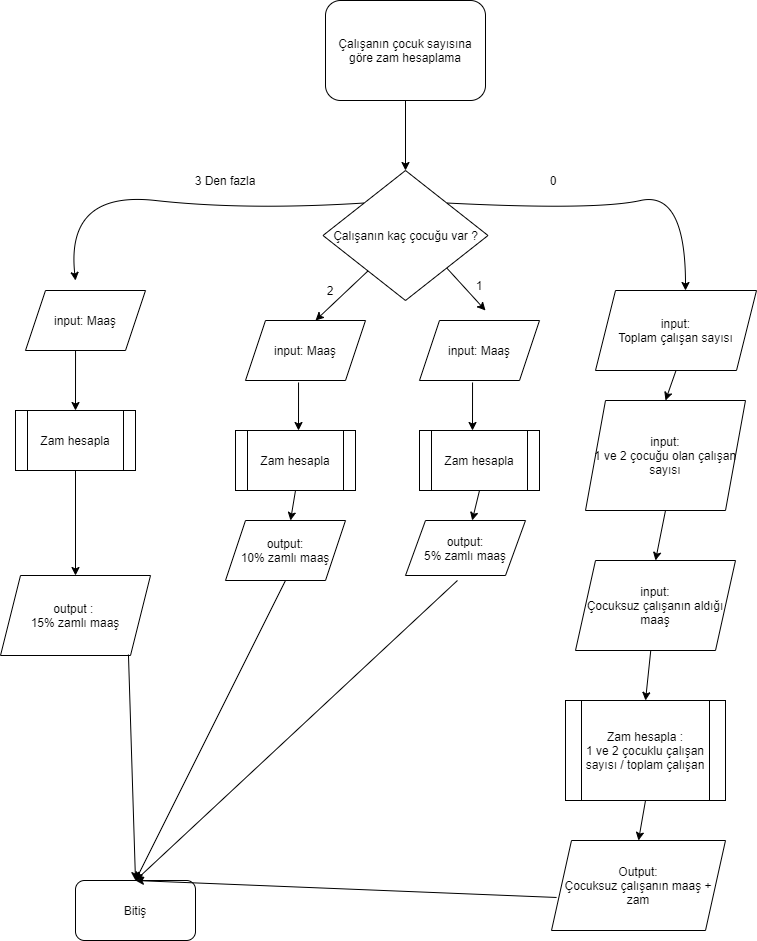 Çalışanın çocuk sayısına
göre zam hesaplama
3 Den fazla
0
Çalışanın kaç çocuğu var ?
2
1
input: Maaş
input: Maaş
input: Maaş
input:
Toplam çalışan sayısı
Zam hesapla
Zam hesapla
Zam hesapla
input:
1 ve 2 çocuğu olan çalışan
sayısı
output :
15% zamlı maaş
output:
10% zamlı maaş
output:
5% zamlı maaş
input:
Çocuksuz çalışanın aldığı
maaş
Zam hesapla :
1 ve 2 çocuklu çalışan
sayısı / toplam çalışan
Output:
Çocuksuz çalışanın maaş +
zam
Bitiş